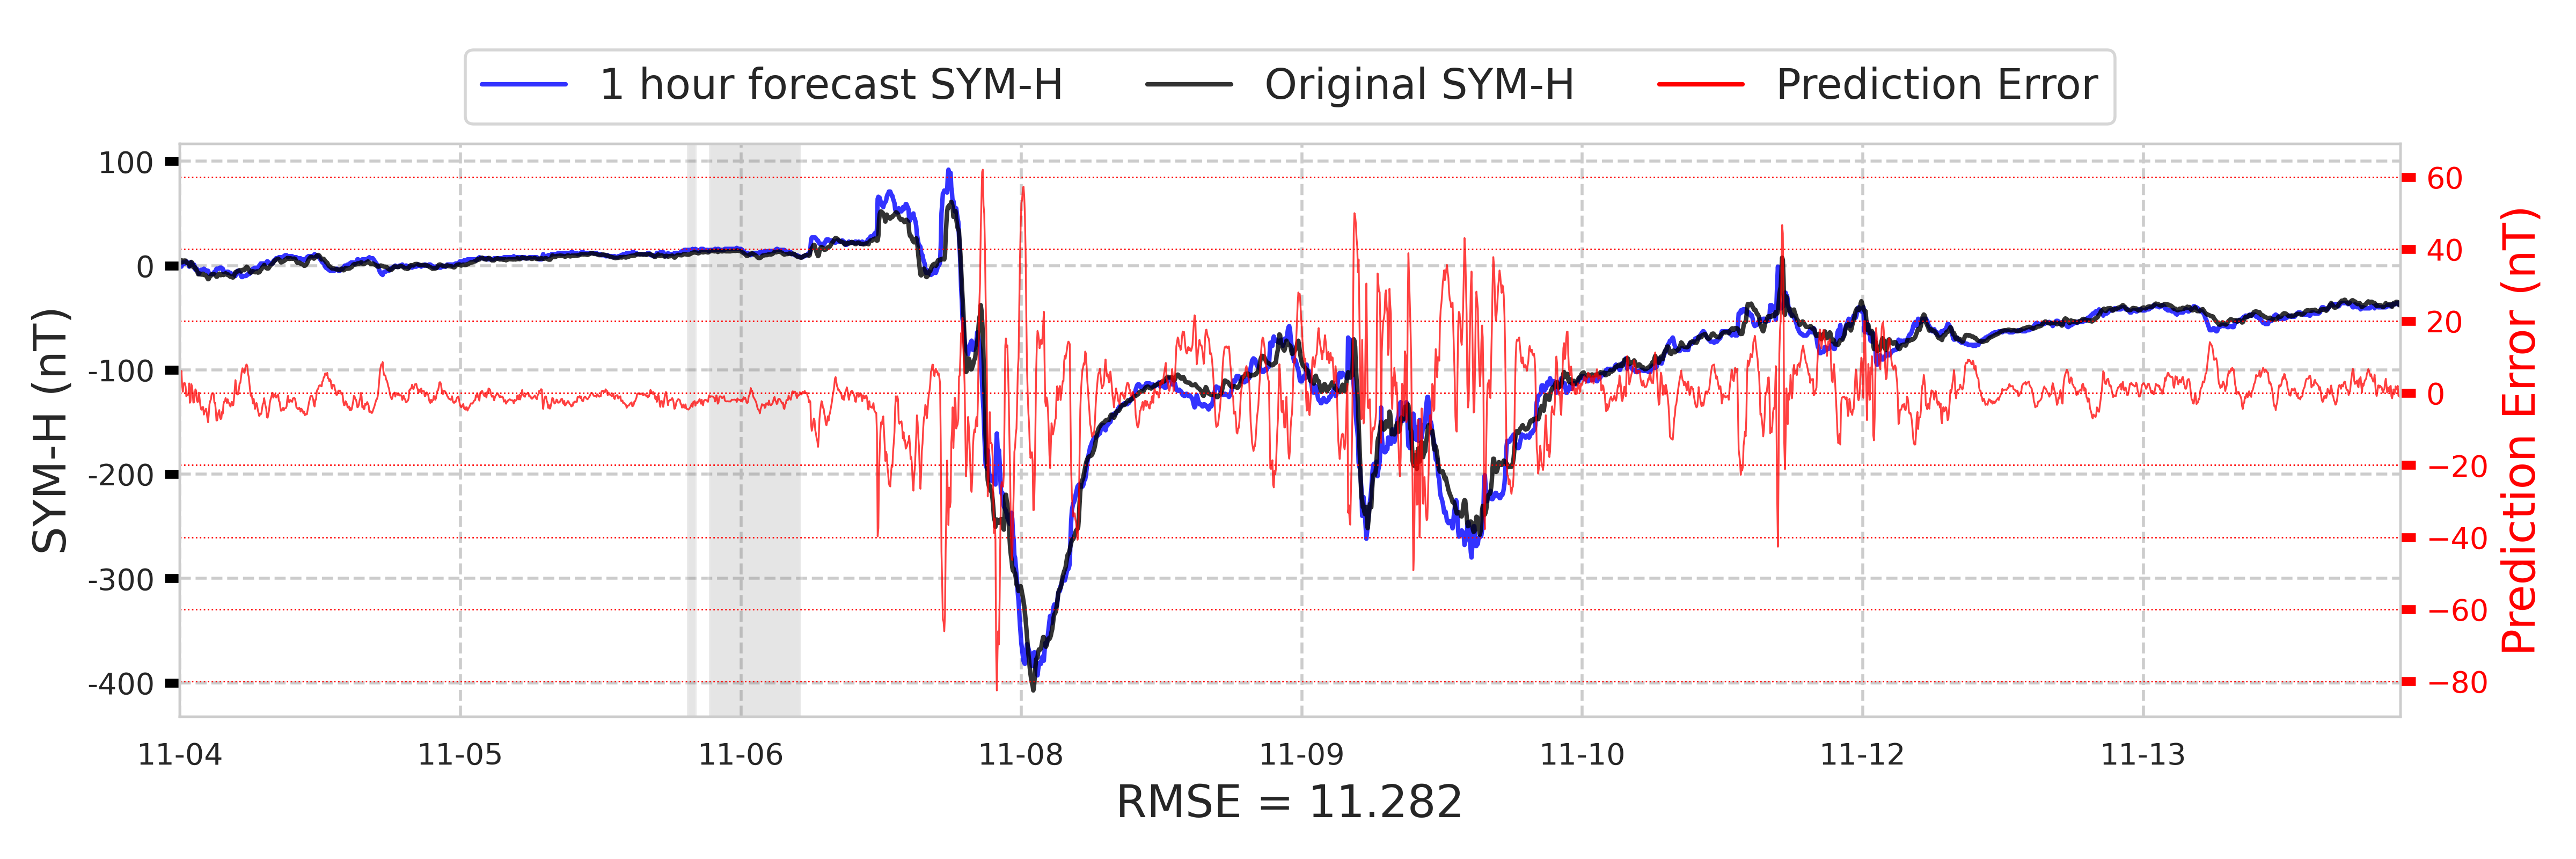 1 hour forecast SYM-H Original SYM-H Prediction Error
SYM-H (nT)
100
0
-100
-200
-300
-400
60
40
20
0
−20
−40
−60
−80
Prediction Error (nT)
11-04 11-05 11-06 11-08 11-09 11-10 11-12 11-13
RMSE = 11.282